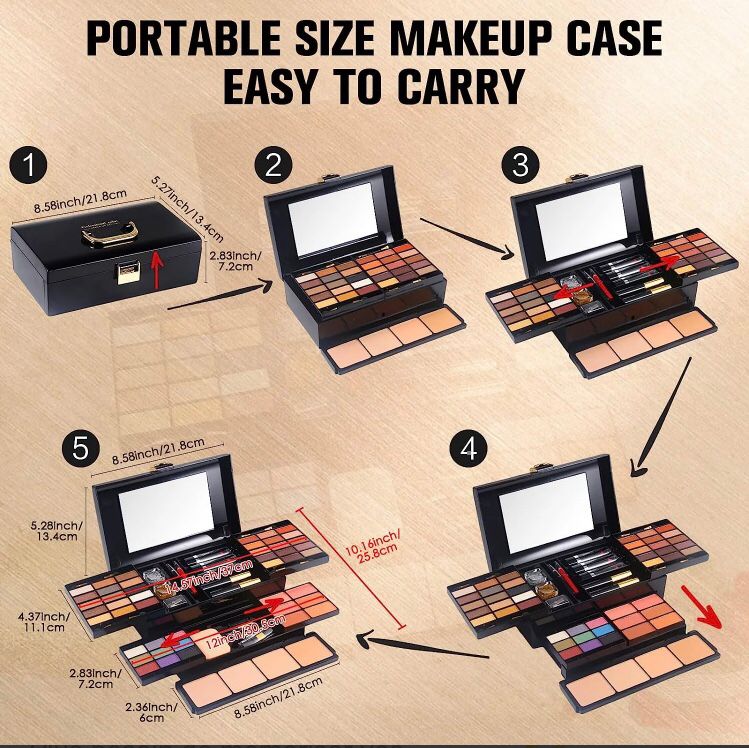 PORTABLE SIZE MAKEUP CASE
EASY TO CARRY
1
8.58inch/21.8cm
5.27inch/13.4cm
2.83inch/
7.2cm
2
3
4
5
8.58inch/21.8cm
5.28inch/
13.4cm
10.16inch/
25.8cm
14.57inch/37cm
4.37inch/
11.1cm
12inch/30.5cm
2.83inch/
7.2cm
2.36inch/
6cm
8.58inch/21.8cm